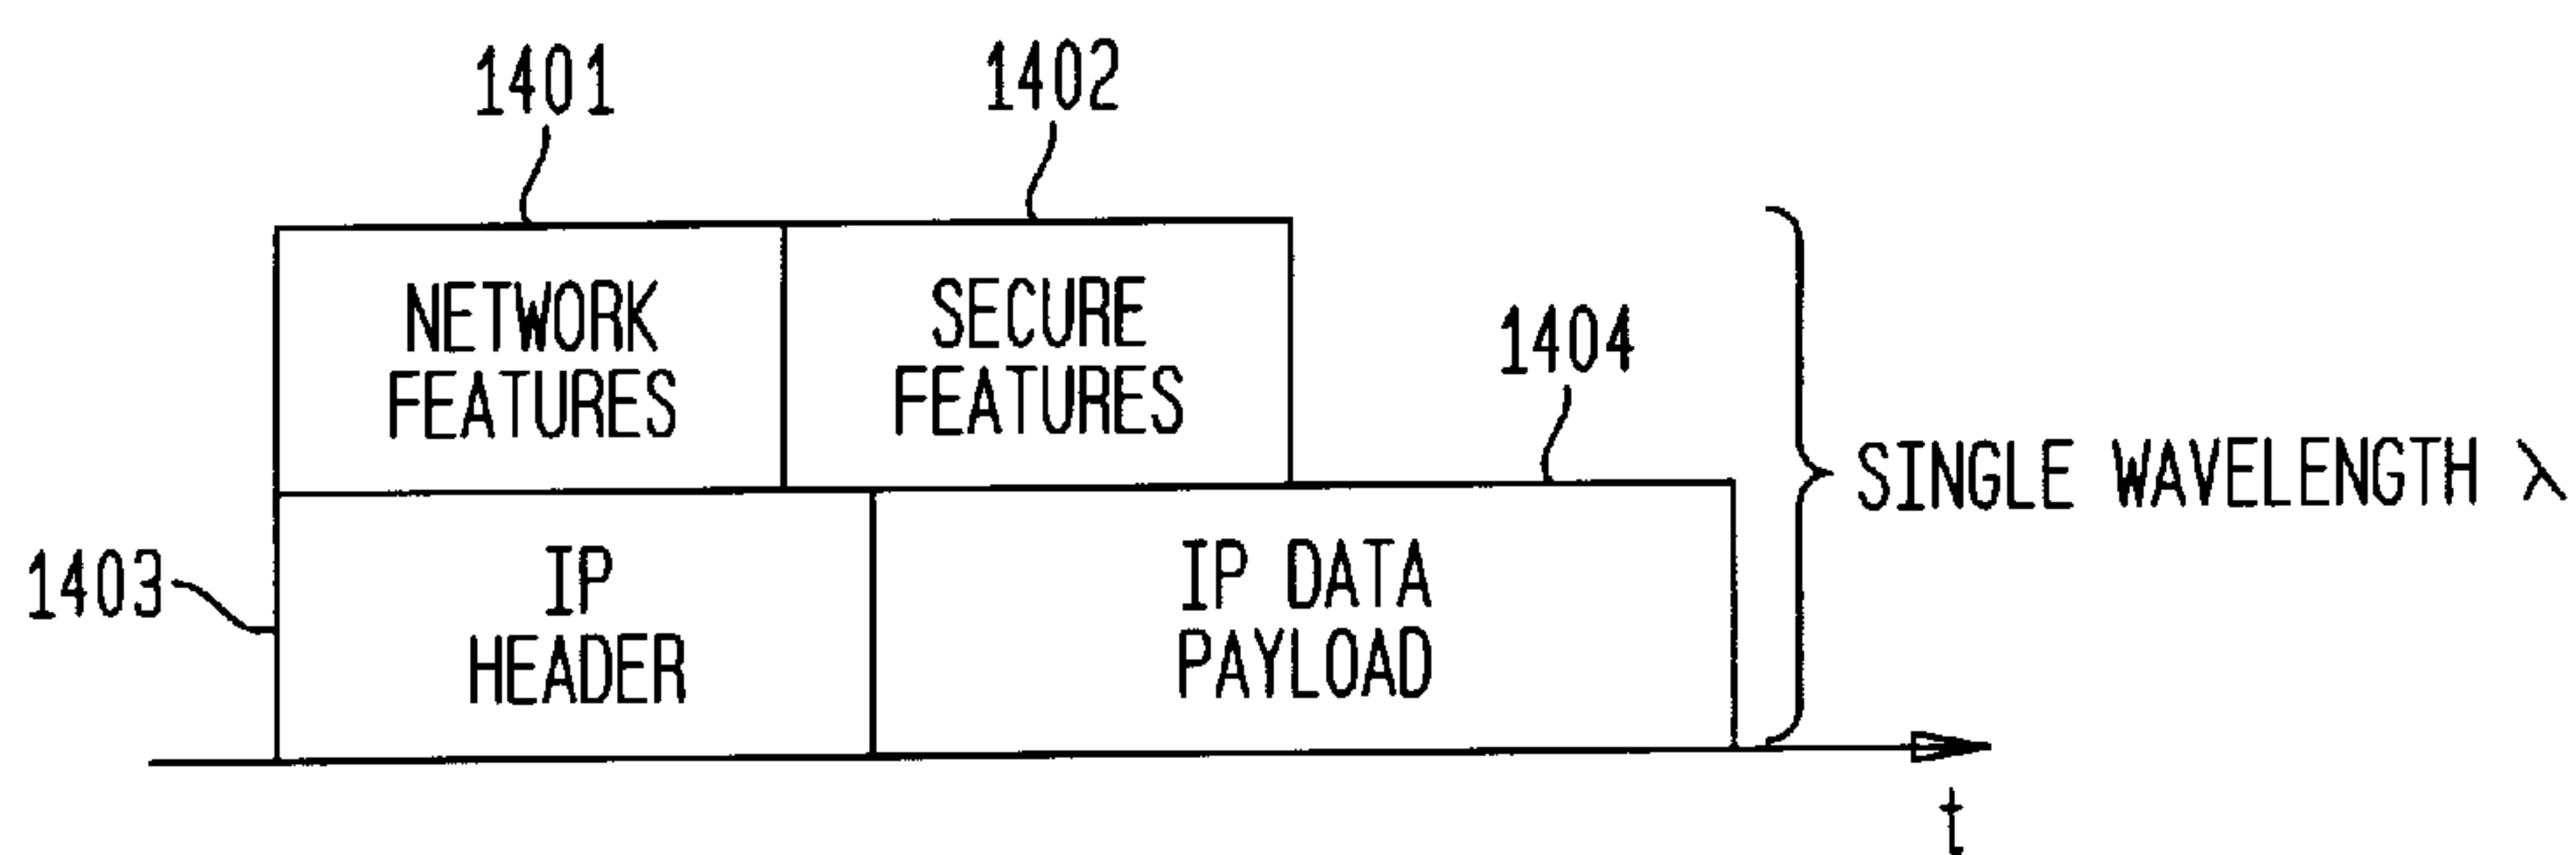 1401
1402
NETWORK
FEATURES
SECURE
FEATURES
1404
SINGLE WAVELENGTH λ
1403
IP
HEADER
IP DATA
PAYLOAD
t